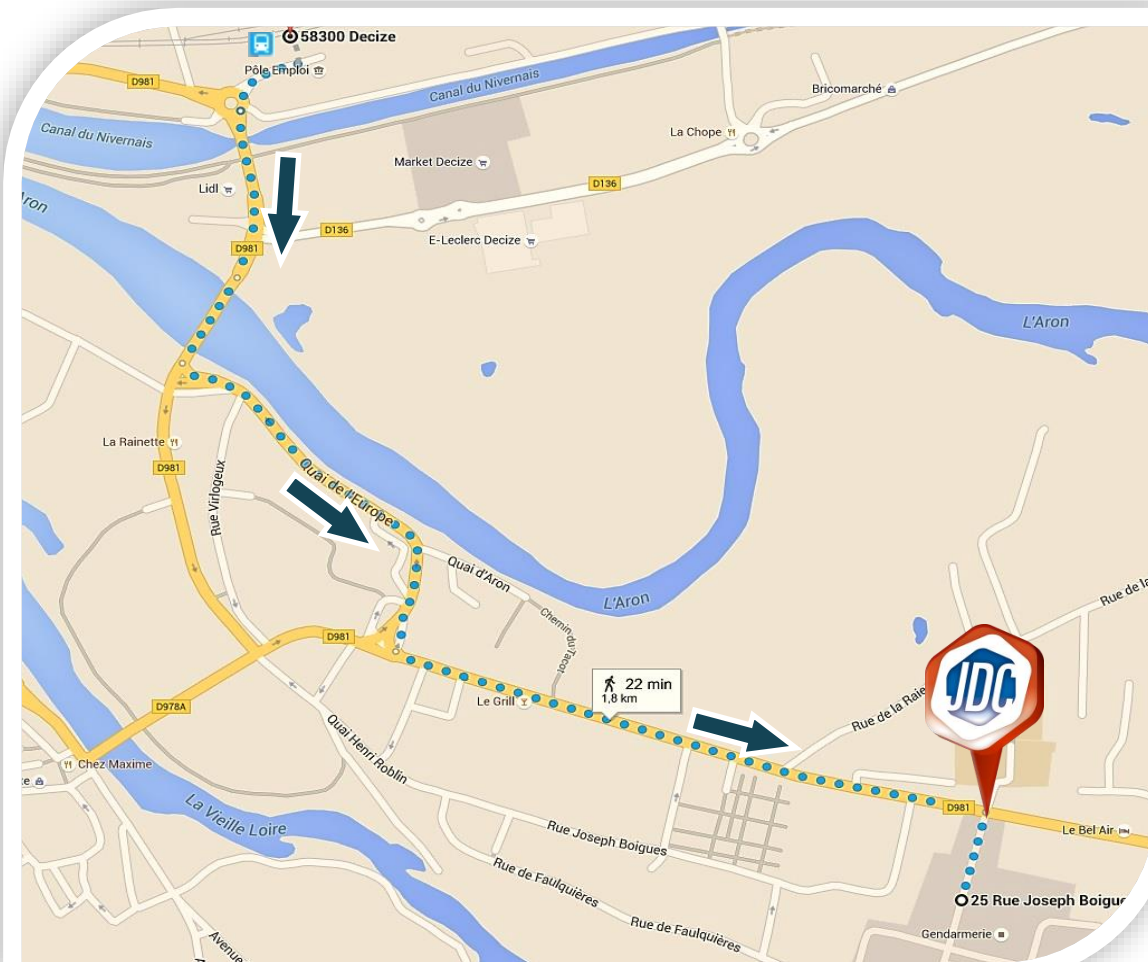 58300 Decize
Pôle Emploi
D981
Canal du Nivernais
Bricomarché
Canal du Nivernais
La Chope
Market Decize
D136
Lidl
Aron
D136
E-Leclerc Decize
D981
L'Aron
La Rainette
D981
Quai de l'Europe
Rue Virlogeux
Quai d'Aron
L'Aron
Rue de la
Chemin du Tacot
D981
22 min
1,8 km
JDC
Le Grill
Rue de la Raie
D978A
Quai Henri Roblin
Chez Maxime
La Vieille Loire
D981
Le Bel Air
Rue Joseph Boigues
Rue de Faulquières
25 Rue Joseph Boigue
Rue de Faulquières
Gendarmerie
Avenue